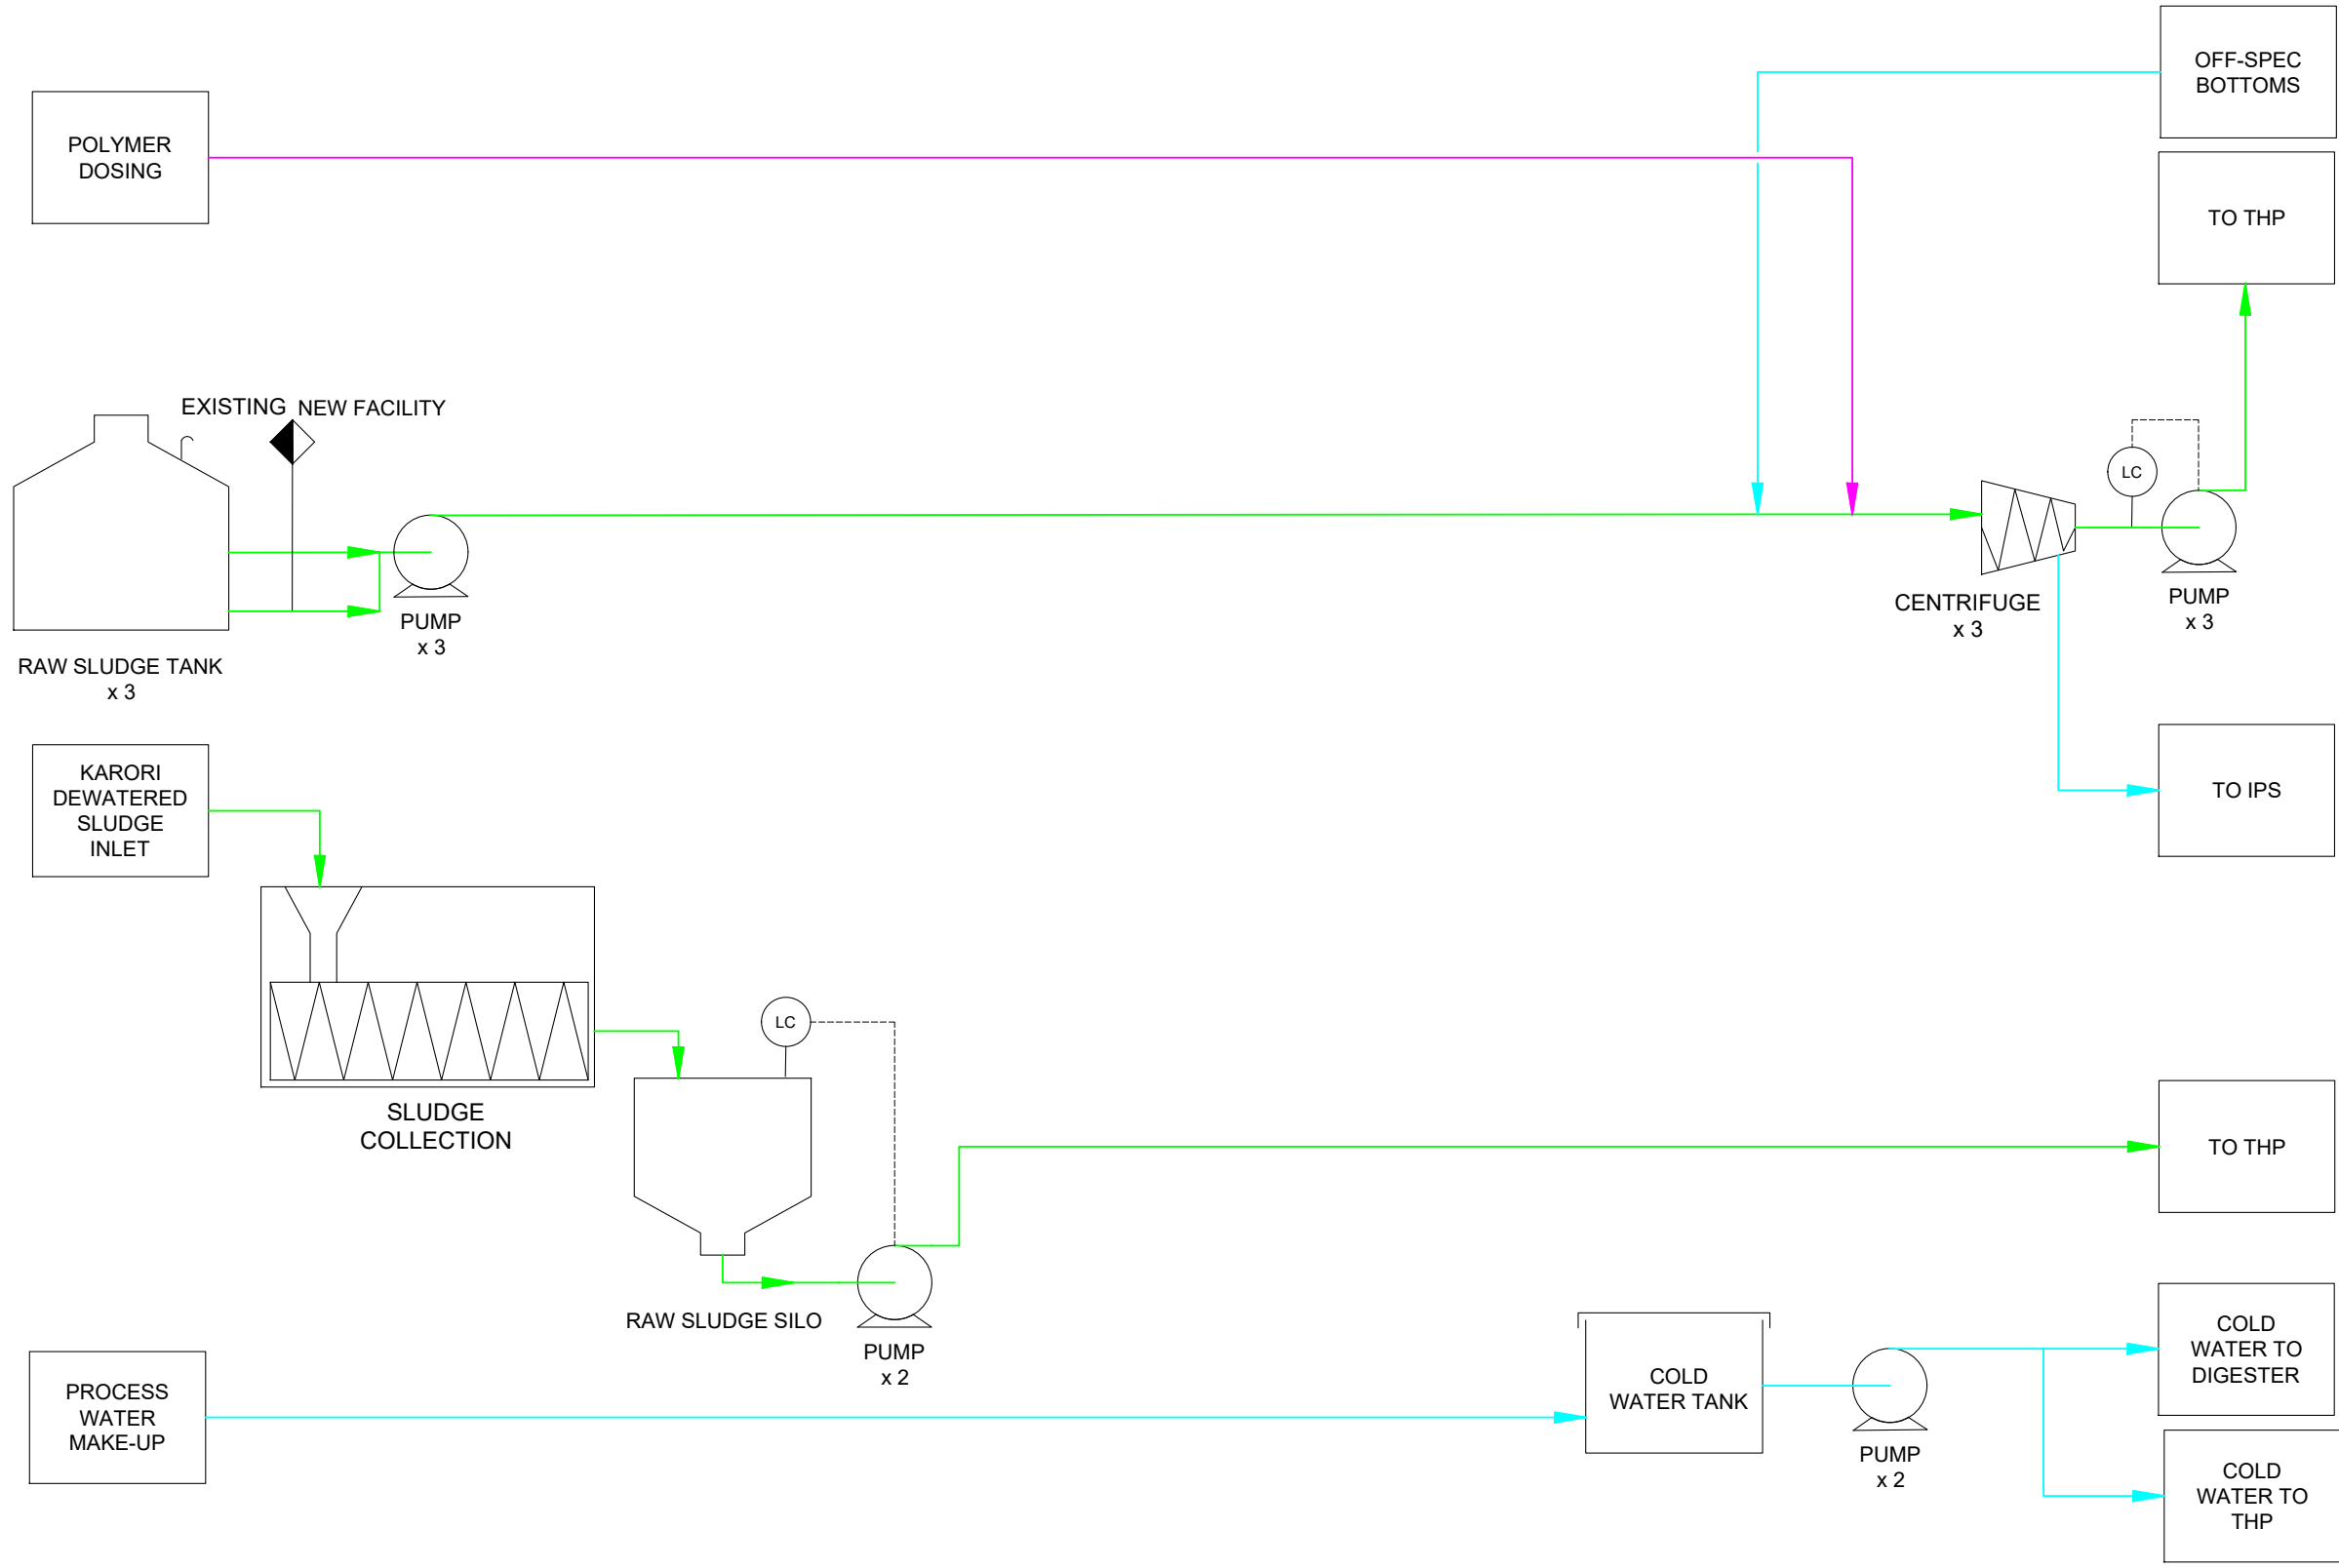 OFF-SPEC
BOTTOMS
POLYMER
DOSING
TO THP
EXISTING
NEW FACILITY
LC
PUMP
x 3
CENTRIFUGE
x 3
PUMP
x 3
RAW SLUDGE TANK
x 3
KARORI
DEWATERED
SLUDGE
INLET
TO IPS
LC
SLUDGE
COLLECTION
TO THP
RAW SLUDGE SILO
PUMP
x 2
COLD
WATER TO
DIGESTER
PROCESS
WATER
MAKE-UP
COLD
WATER TANK
PUMP
x 2
COLD
WATER TO
THP